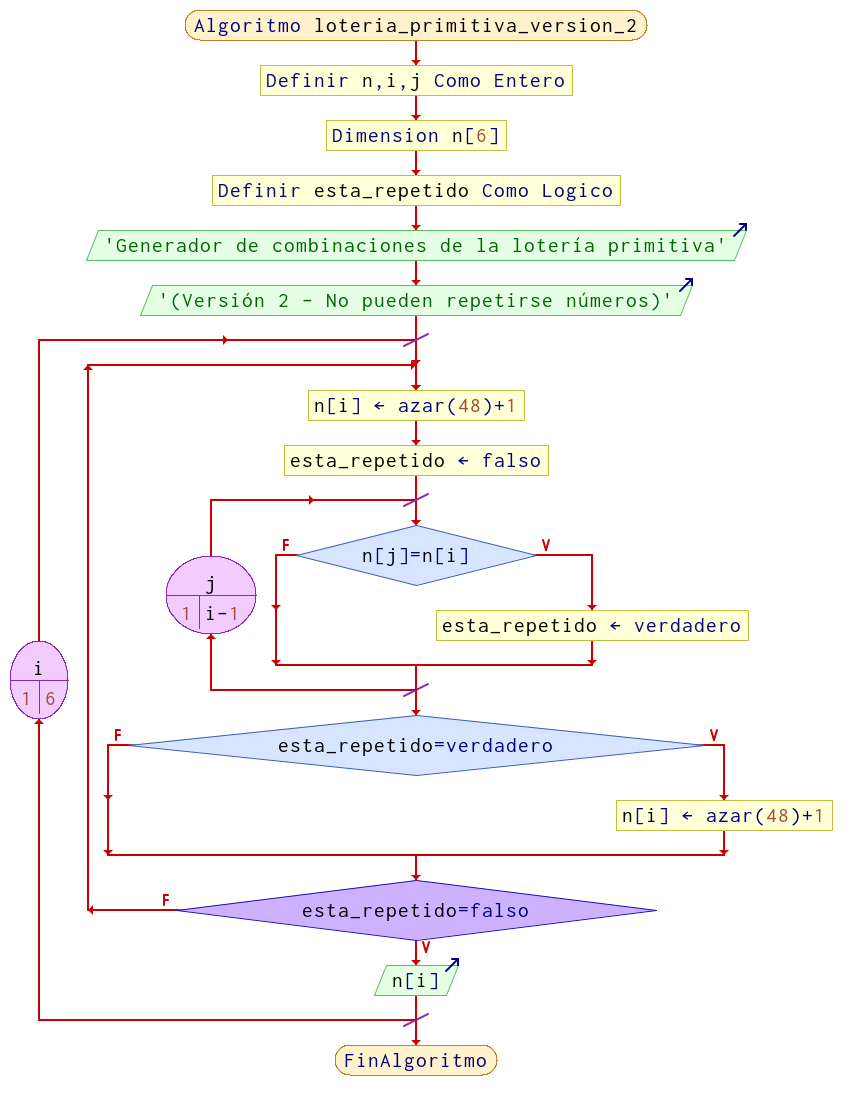 Algoritmo loteria_primitiva_version_2
Definir n,i,j Como Entero
Dimension n[6]
Definir esta_repetido Como Logico
'Generador de combinaciones de la lotería primitiva'
'(Versión 2 - No pueden repetirse números)'
n[i] ← azar(48)+1
esta_repetido ← falso
F
n[j]=n[i]
V
j
1 i-1
esta_repetido ← verdadero
i
1 6
F
esta_repetido=verdadero
V
n[i] ← azar(48)+1
F
esta_repetido=falso
V
n[i]
FinAlgoritmo